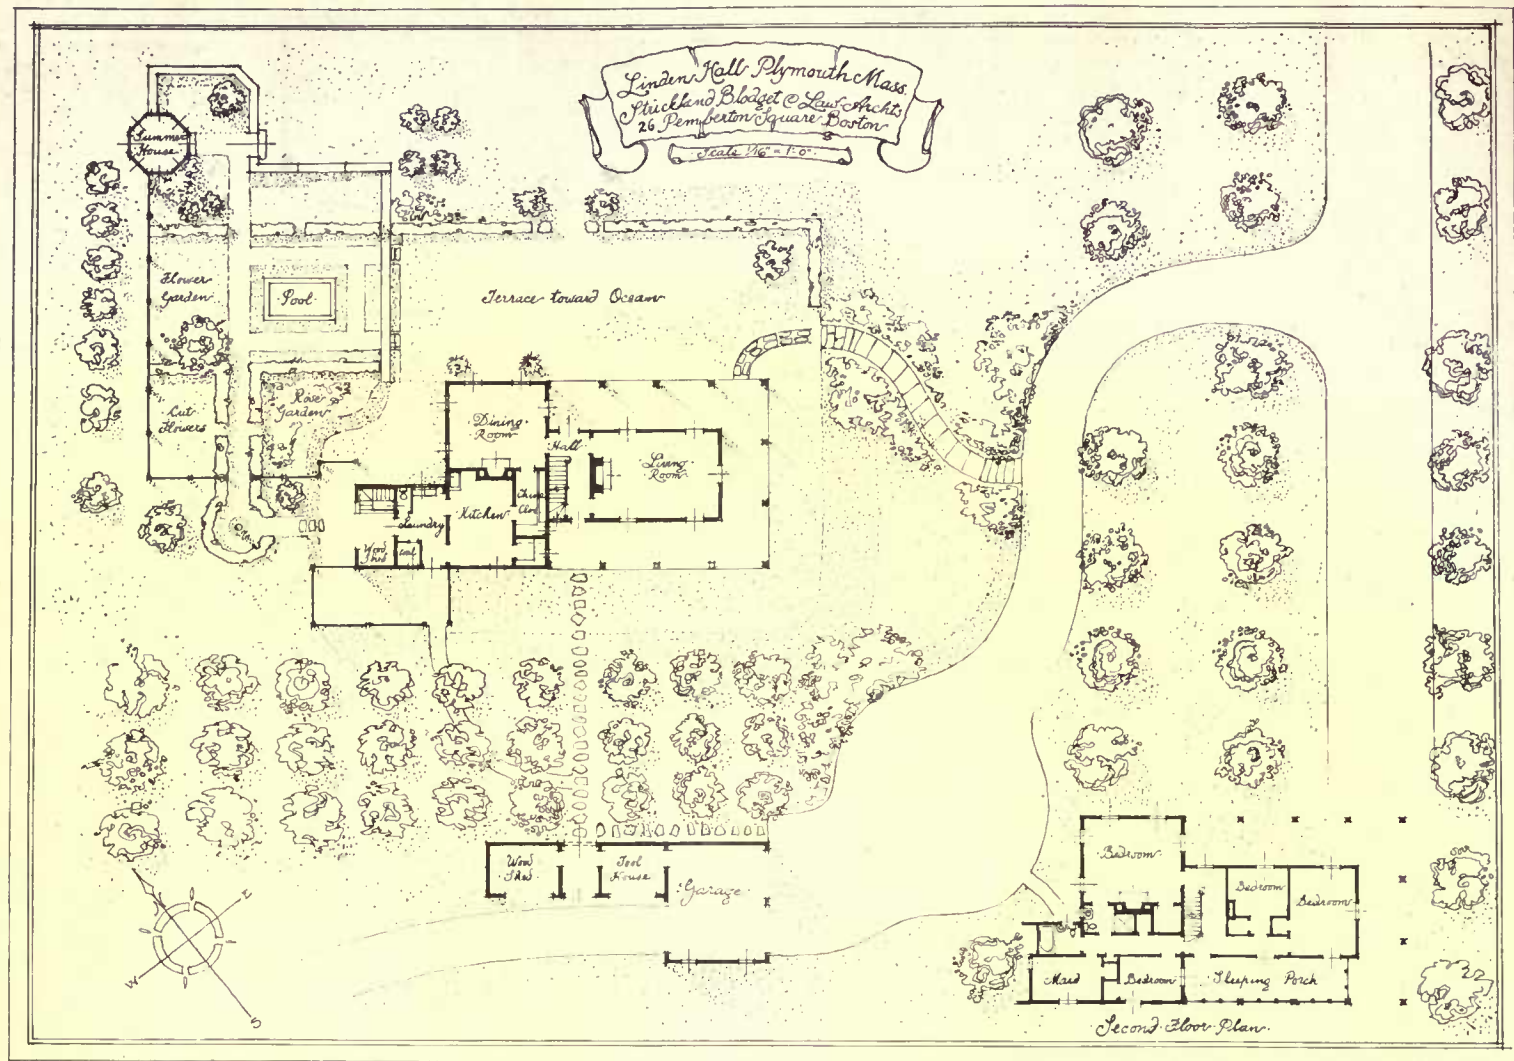 Linden Hall Plymouth Mass.
Strickland Blodget & Law Archts
26 Pemberton Square Boston
Scale 1/16" = 1'-0"
Summer
House
Flower
Garden
Pool
Terrace toward Ocean
Cut
Flowers
Rose
Garden
Dining
Room
Hall
Living
Room
China
Clos
Kitchen
Laundry
Wood
Shed
Coal
Wood
Shed
Tool
House
Garage
E
W
S
Bedroom
Bedroom
Bedroom
Maid
Bedroom
Sleeping Porch
Second Floor Plan